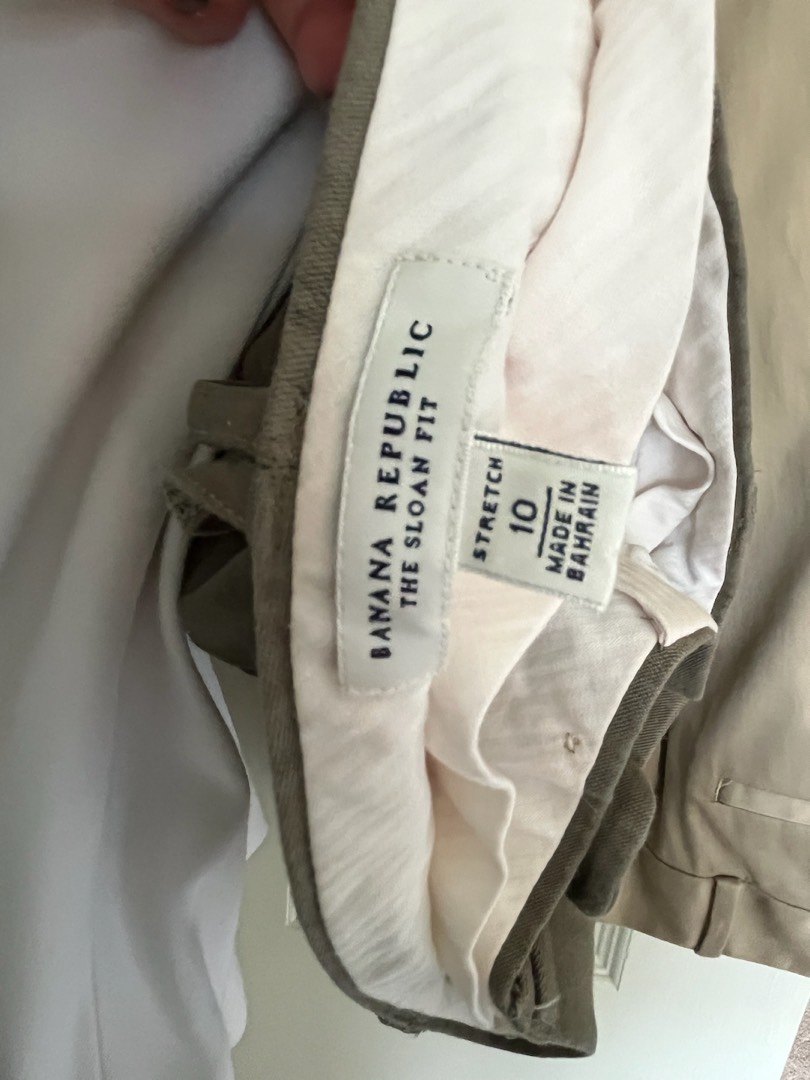 BANANA REPUBLIC
THE SLOAN FIT
STRETCH
10
MADE IN
BAHRAIN